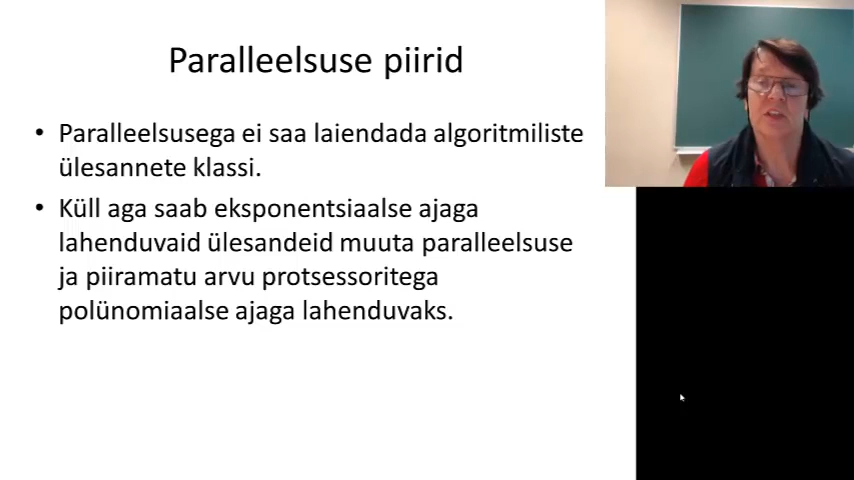 Paralleelsuse piirid
• Paralleelsusega ei saa laiendada algoritmiliste
ülesannete klassi.
• Küll aga saab eksponentsiaalse ajaga
lahenduvaid ülesandeid muuta paralleelsuse
ja piiramatu arvu protsessoritega
polünomiaalse ajaga lahenduvaks.